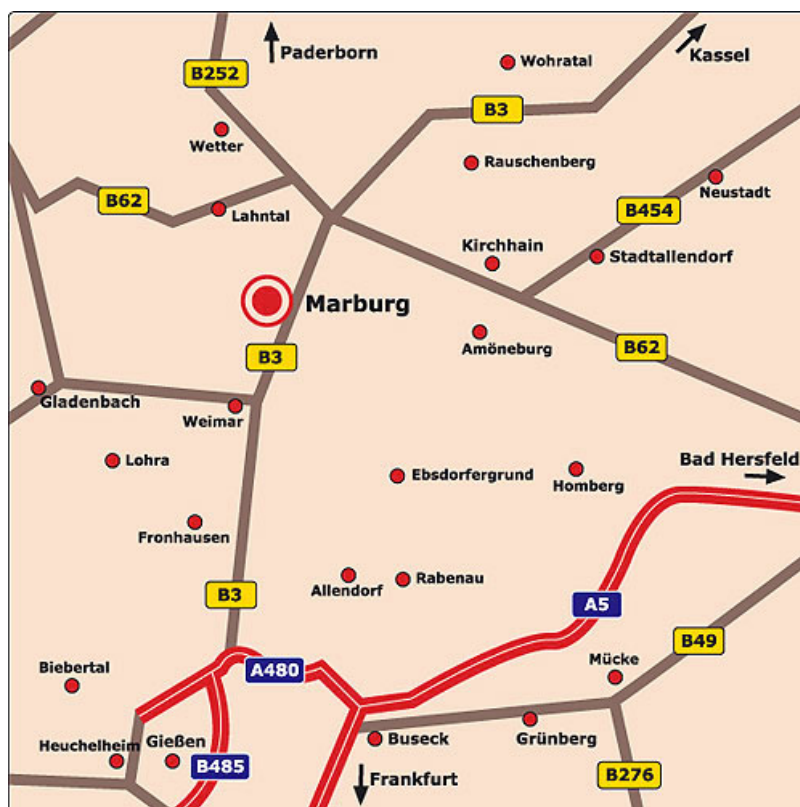 Paderborn
Wohratal
Kassel
B252
B3
Wetter
Rauschenberg
Neustadt
B62
Lahntal
B454
Kirchhain
Stadtallendorf
Marburg
B3
Amöneburg
B62
Gladenbach
Weimar
Lohra
Ebsdorfergrund
Homberg
Bad Hersfeld
Fronhausen
Allendorf
Rabenau
B3
A5
B49
Biebertal
A480
Mücke
Heuchelheim
Gießen
Buseck
Grünberg
B485
Frankfurt
B276